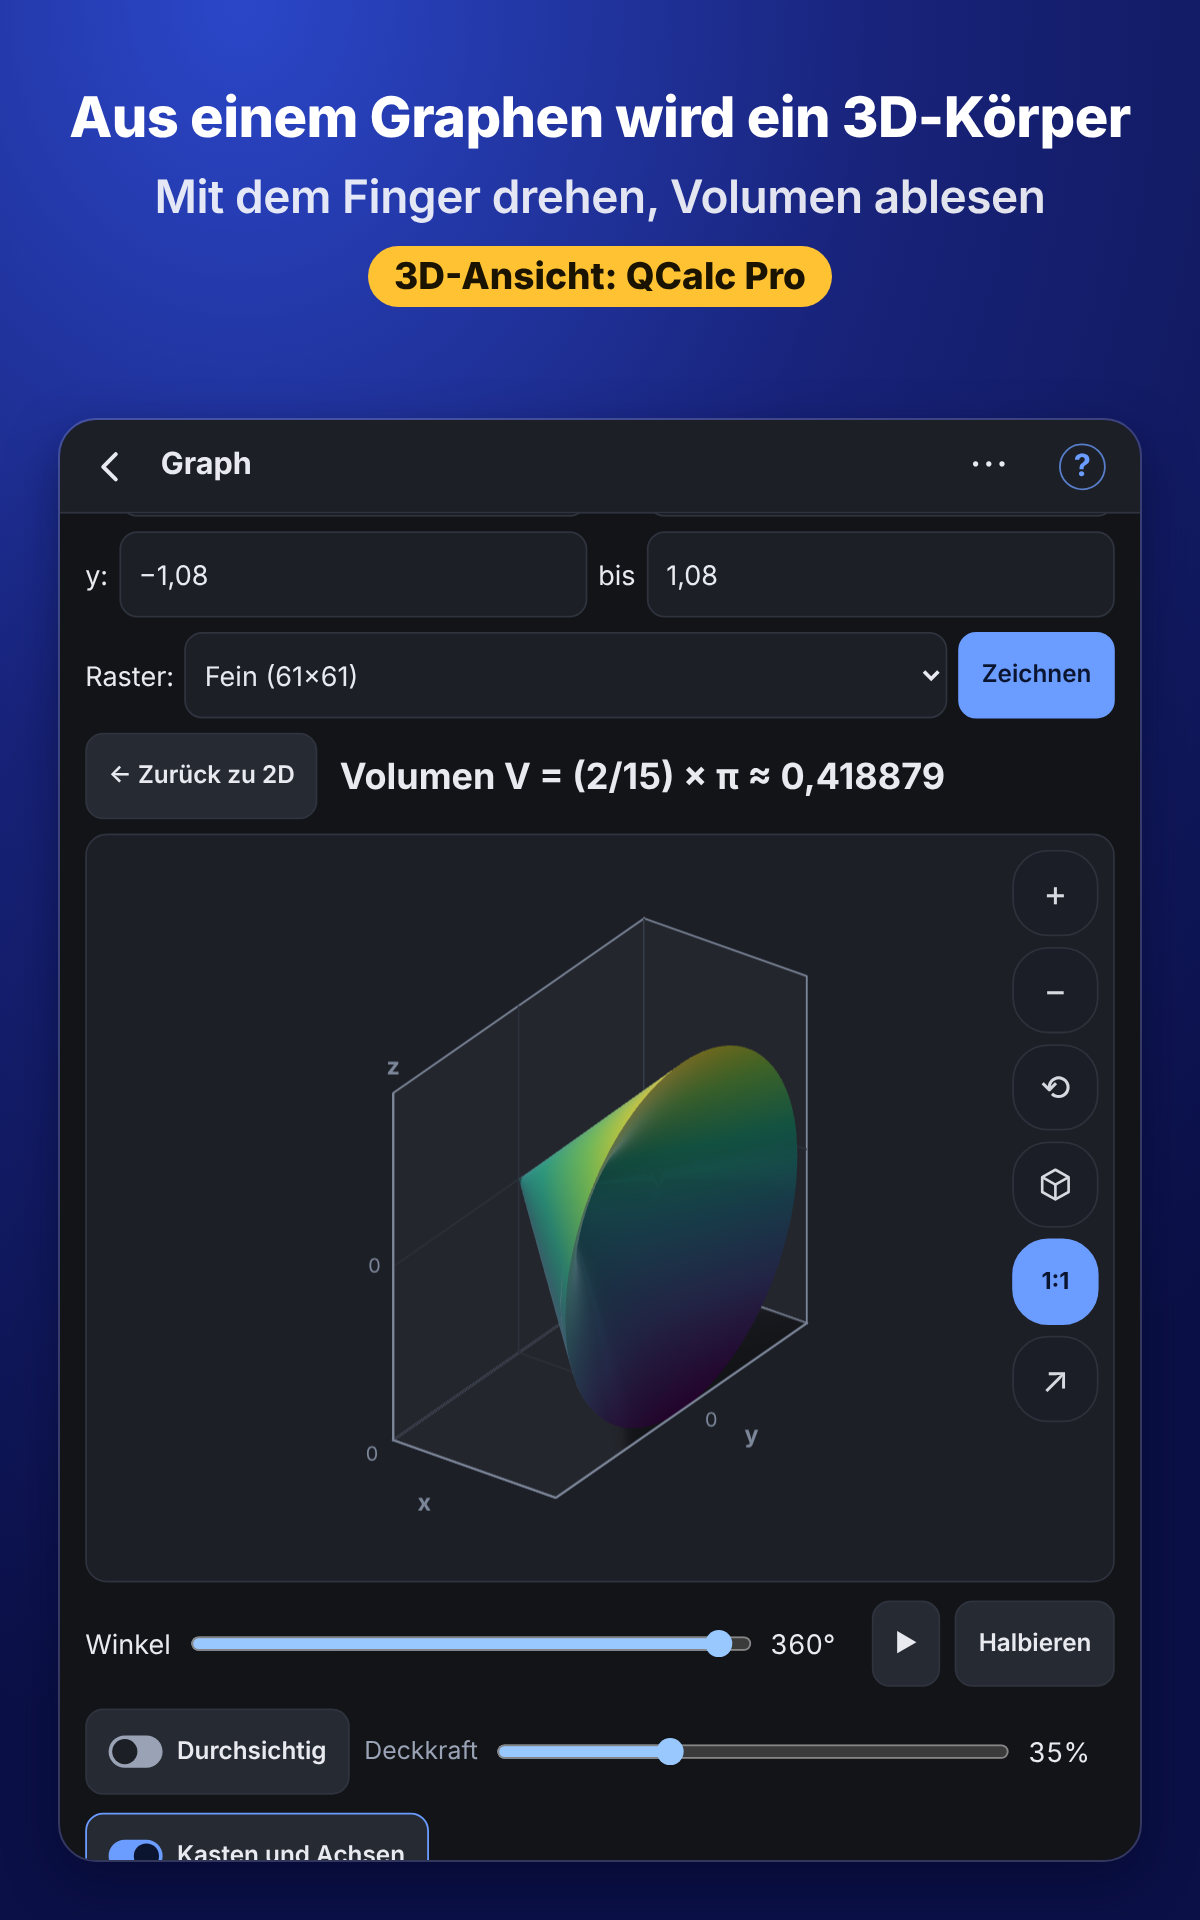 Aus einem Graphen wird ein 3D-Körper
Mit dem Finger drehen, Volumen ablesen
3D-Ansicht: QCalc Pro
Graph
?
y: −1,08 bis 1,08
Raster: Fein (61×61) Zeichnen
← Zurück zu 2D Volumen V = (2/15) × π ≈ 0,418879
+
−
z
0
1:1
0
y
0
x
Winkel 360° Halbieren
Durchsichtig Deckkraft 35%
Kasten und Achsen